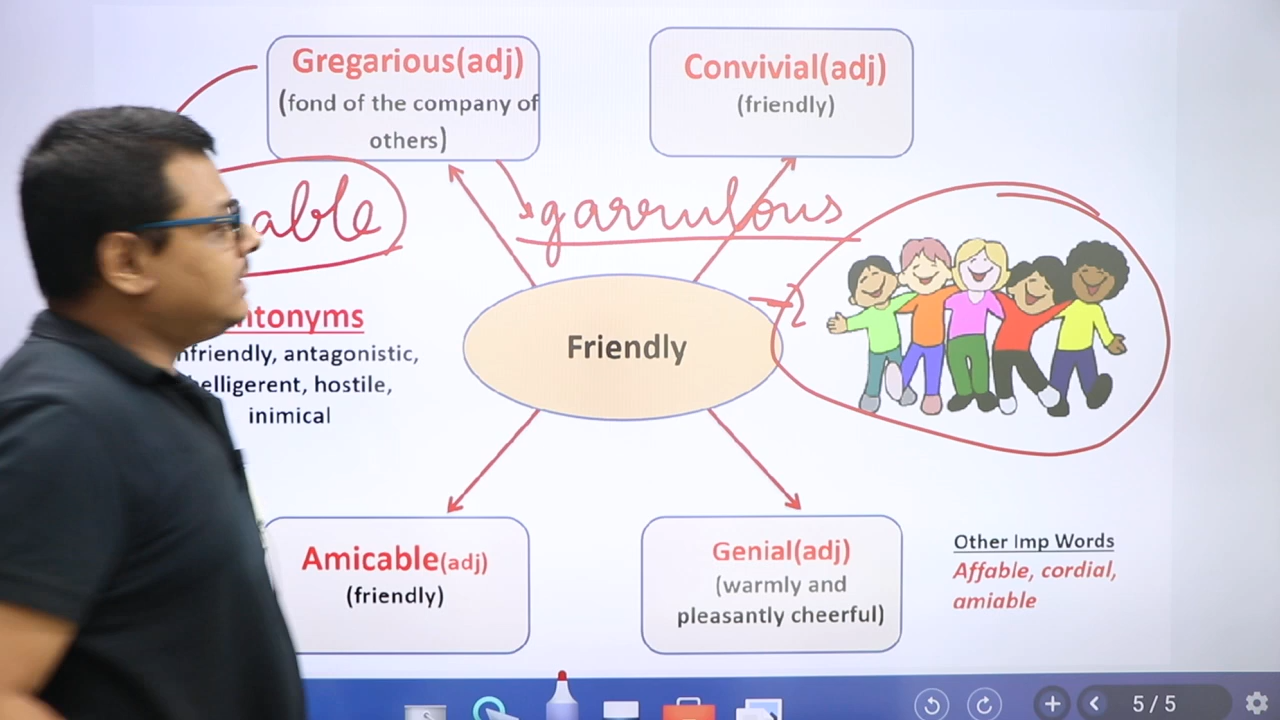 Gregarious(adj)
(fond of the company of
others)
Convivial(adj)
(friendly)
able
garrulous
ntonyms
nfriendly, antagonistic,
elligerent, hostile,
inimical
Friendly
Amicable(adj)
(friendly)
Genial(adj)
(warmly and
pleasantly cheerful)
Other Imp Words
Affable, cordial,
amiable
5 / 5